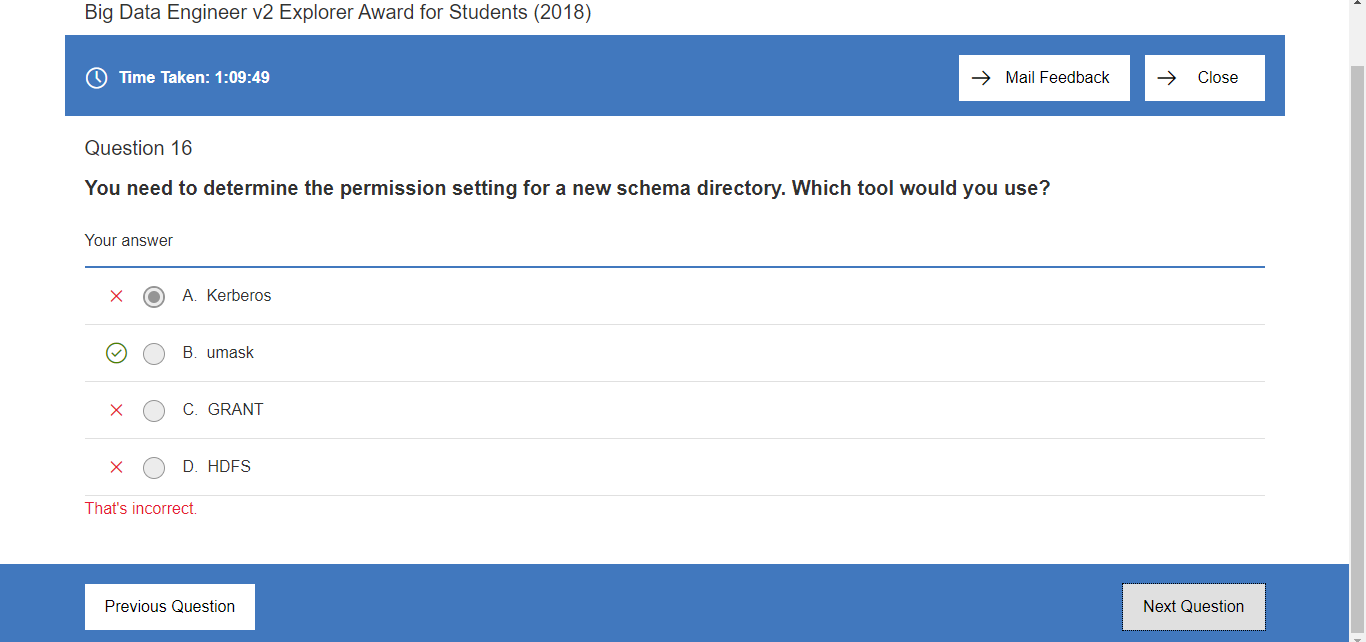 Big Data Engineer v2 Explorer Award for Students (2018)
Time Taken: 1:09:49
Mail Feedback
Close
Question 16
You need to determine the permission setting for a new schema directory. Which tool would you use?
Your answer
A. Kerberos
B. umask
C. GRANT
D. HDFS
That's incorrect.
Previous Question
Next Question